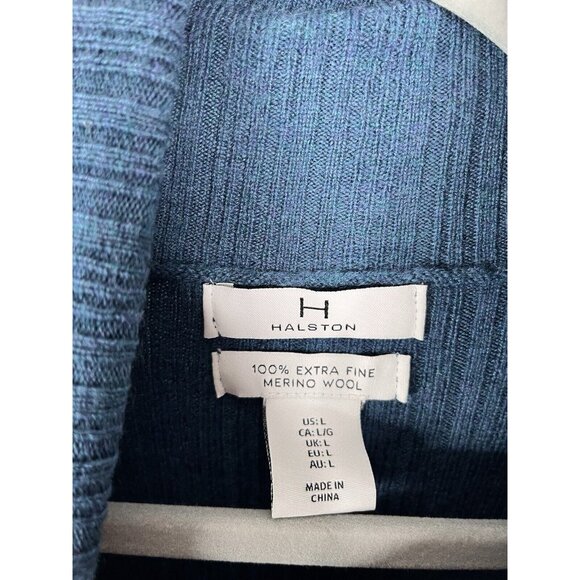 H
HALSTON
100% EXTRA FINE
MERINO WOOL
US: L
CA: L/G
UK: L
EU: L
AU: L
MADE IN
CHINA